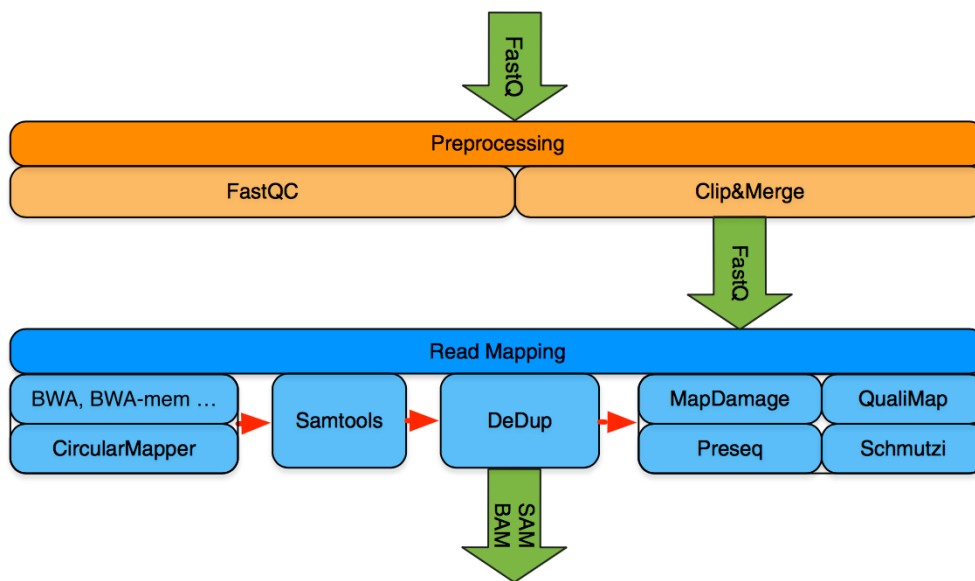 FastQ
Preprocessing
FastQC
Clip&Merge
FastQ
Read Mapping
BWA, BWA-mem …
CircularMapper
Samtools
DeDup
MapDamage
QualiMap
Preseq
Schmutzi
SAM
BAM